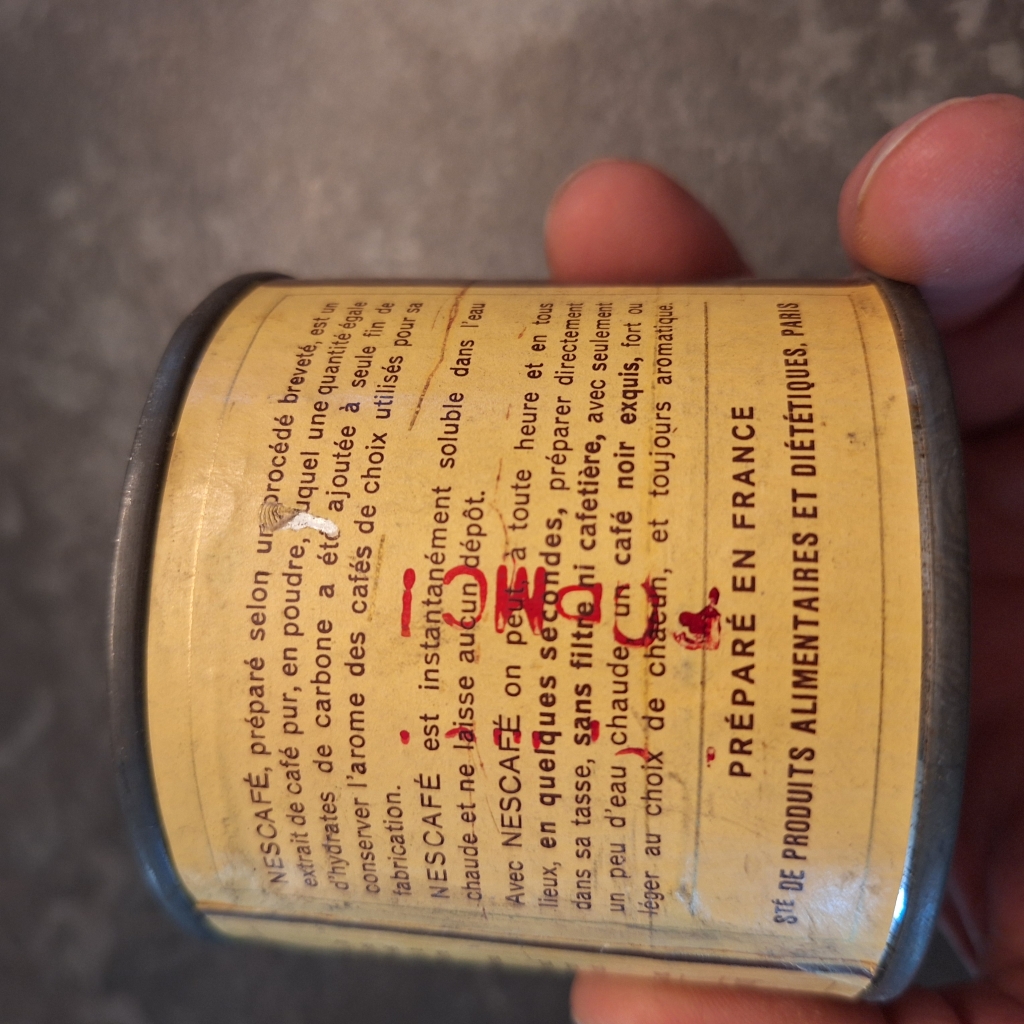 NESCAFÉ, préparé selon un procédé breveté, est un
extrait de café pur, en poudre, auquel une quantité égale
d'hydrates de carbone a été ajoutée à seule fin de
conserver l'arome des cafés de choix utilisés pour sa
fabrication.
NESCAFÉ est instantanément soluble dans l'eau
chaude et ne laisse aucun dépôt.
Avec NESCAFÉ on peut, à toute heure et en tous
lieux, en quelques secondes, préparer directement
dans sa tasse, sans filtre ni cafetière, avec seulement
un peu d'eau chaude un café noir exquis, fort ou
léger au choix de chacun, et toujours aromatique.
PRÉPARÉ EN FRANCE
STÉ DE PRODUITS ALIMENTAIRES ET DIÉTÉTIQUES, PARIS